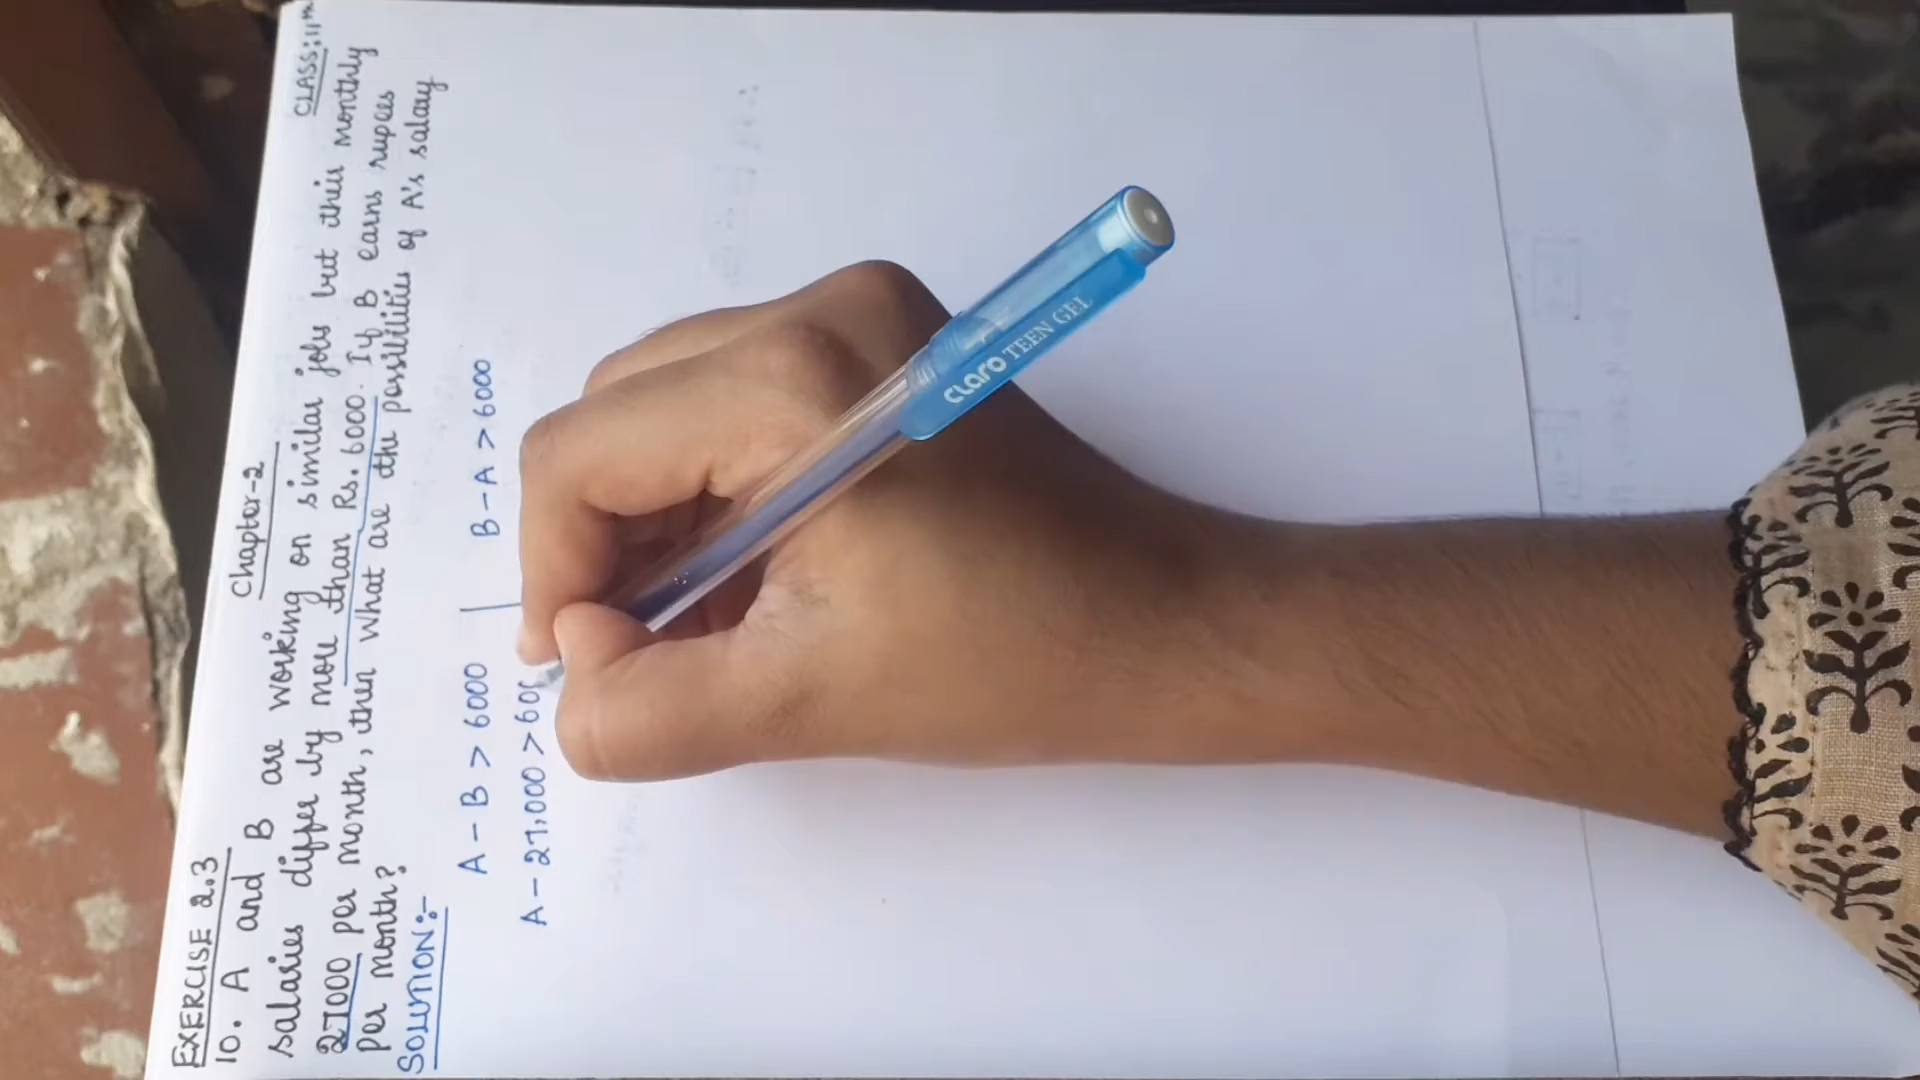 Chapter-2
CLASS:11th
EXERCISE 2.3
10. A and B are working on similar jobs but their monthly
salaries differ by more than Rs. 6000. If B earns rupees
27000 per month, then what are the possibilities of A's salary
per month?
SOLUTION:-
A - B > 6000
B - A > 6000
A - 27,000 > 600
CLARO TEEN GEL